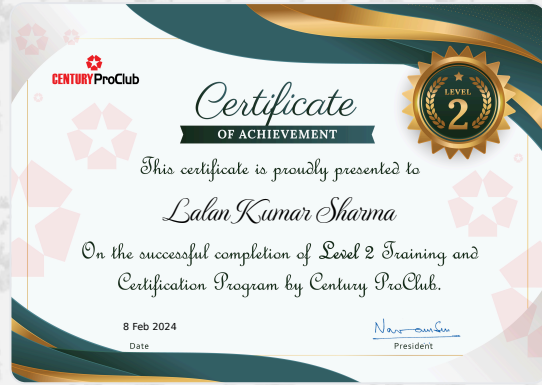 CENTURY ProClub
Certificate
OF ACHIEVEMENT
LEVEL
2
This certificate is proudly presented to
Lalan Kumar Sharma
On the successful completion of Level 2 Training and
Certification Program by Century ProClub.
8 Feb 2024
Date
President